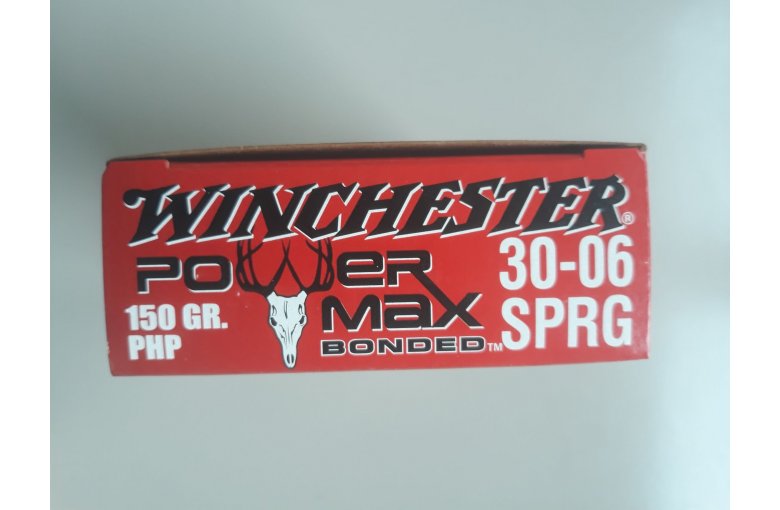 WINCHESTER®
POWER
MAX
BONDED™
150 GR.
PHP
30-06
SPRG